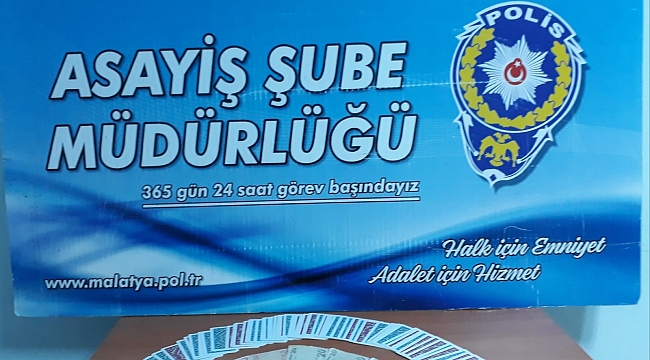 POLİS
ASAYİŞ ŞUBE
MÜDÜRLÜĞÜ
365 gün 24 saat görev başındayız
Halk için Emniyet
Adalet için Hizmet
www.malatya.pol.tr